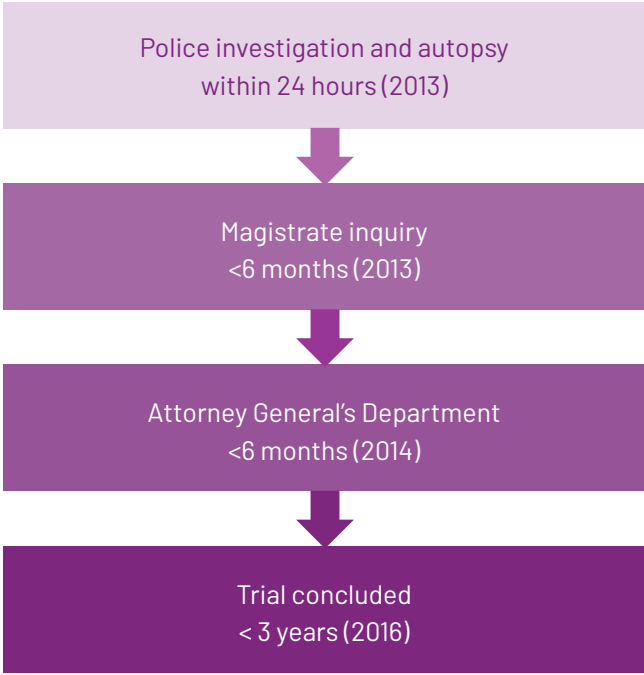 Police investigation and autopsy
within 24 hours (2013)
Magistrate inquiry
<6 months (2013)
Attorney General’s Department
<6 months (2014)
Trial concluded
< 3 years (2016)